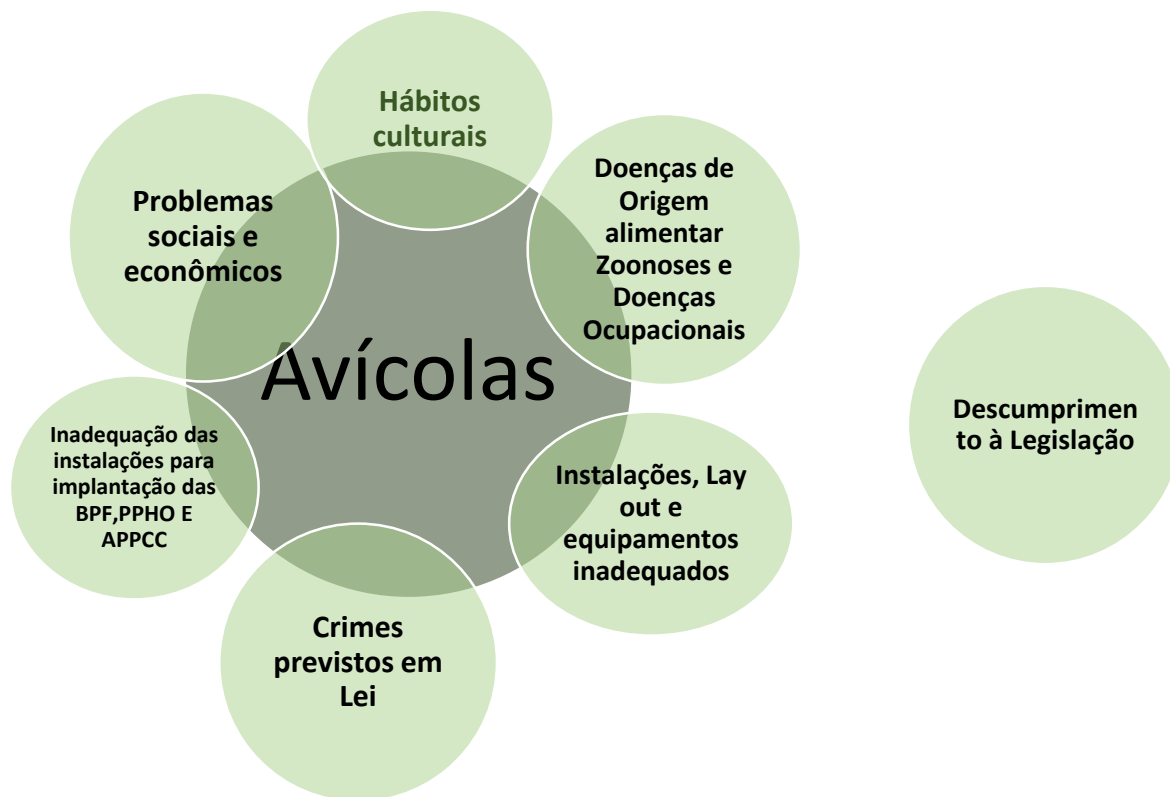 Hábitos
culturais
Doenças de
Origem
alimentar
Zoonoses e
Doenças
Ocupacionais
Problemas
sociais e
econômicos
Avícolas
Descumprimen
to à Legislação
Inadequação das
instalações para
implantação das
BPF,PPHO E
APPCC
Instalações, Lay
out e
equipamentos
inadequados
Crimes
previstos em
Lei